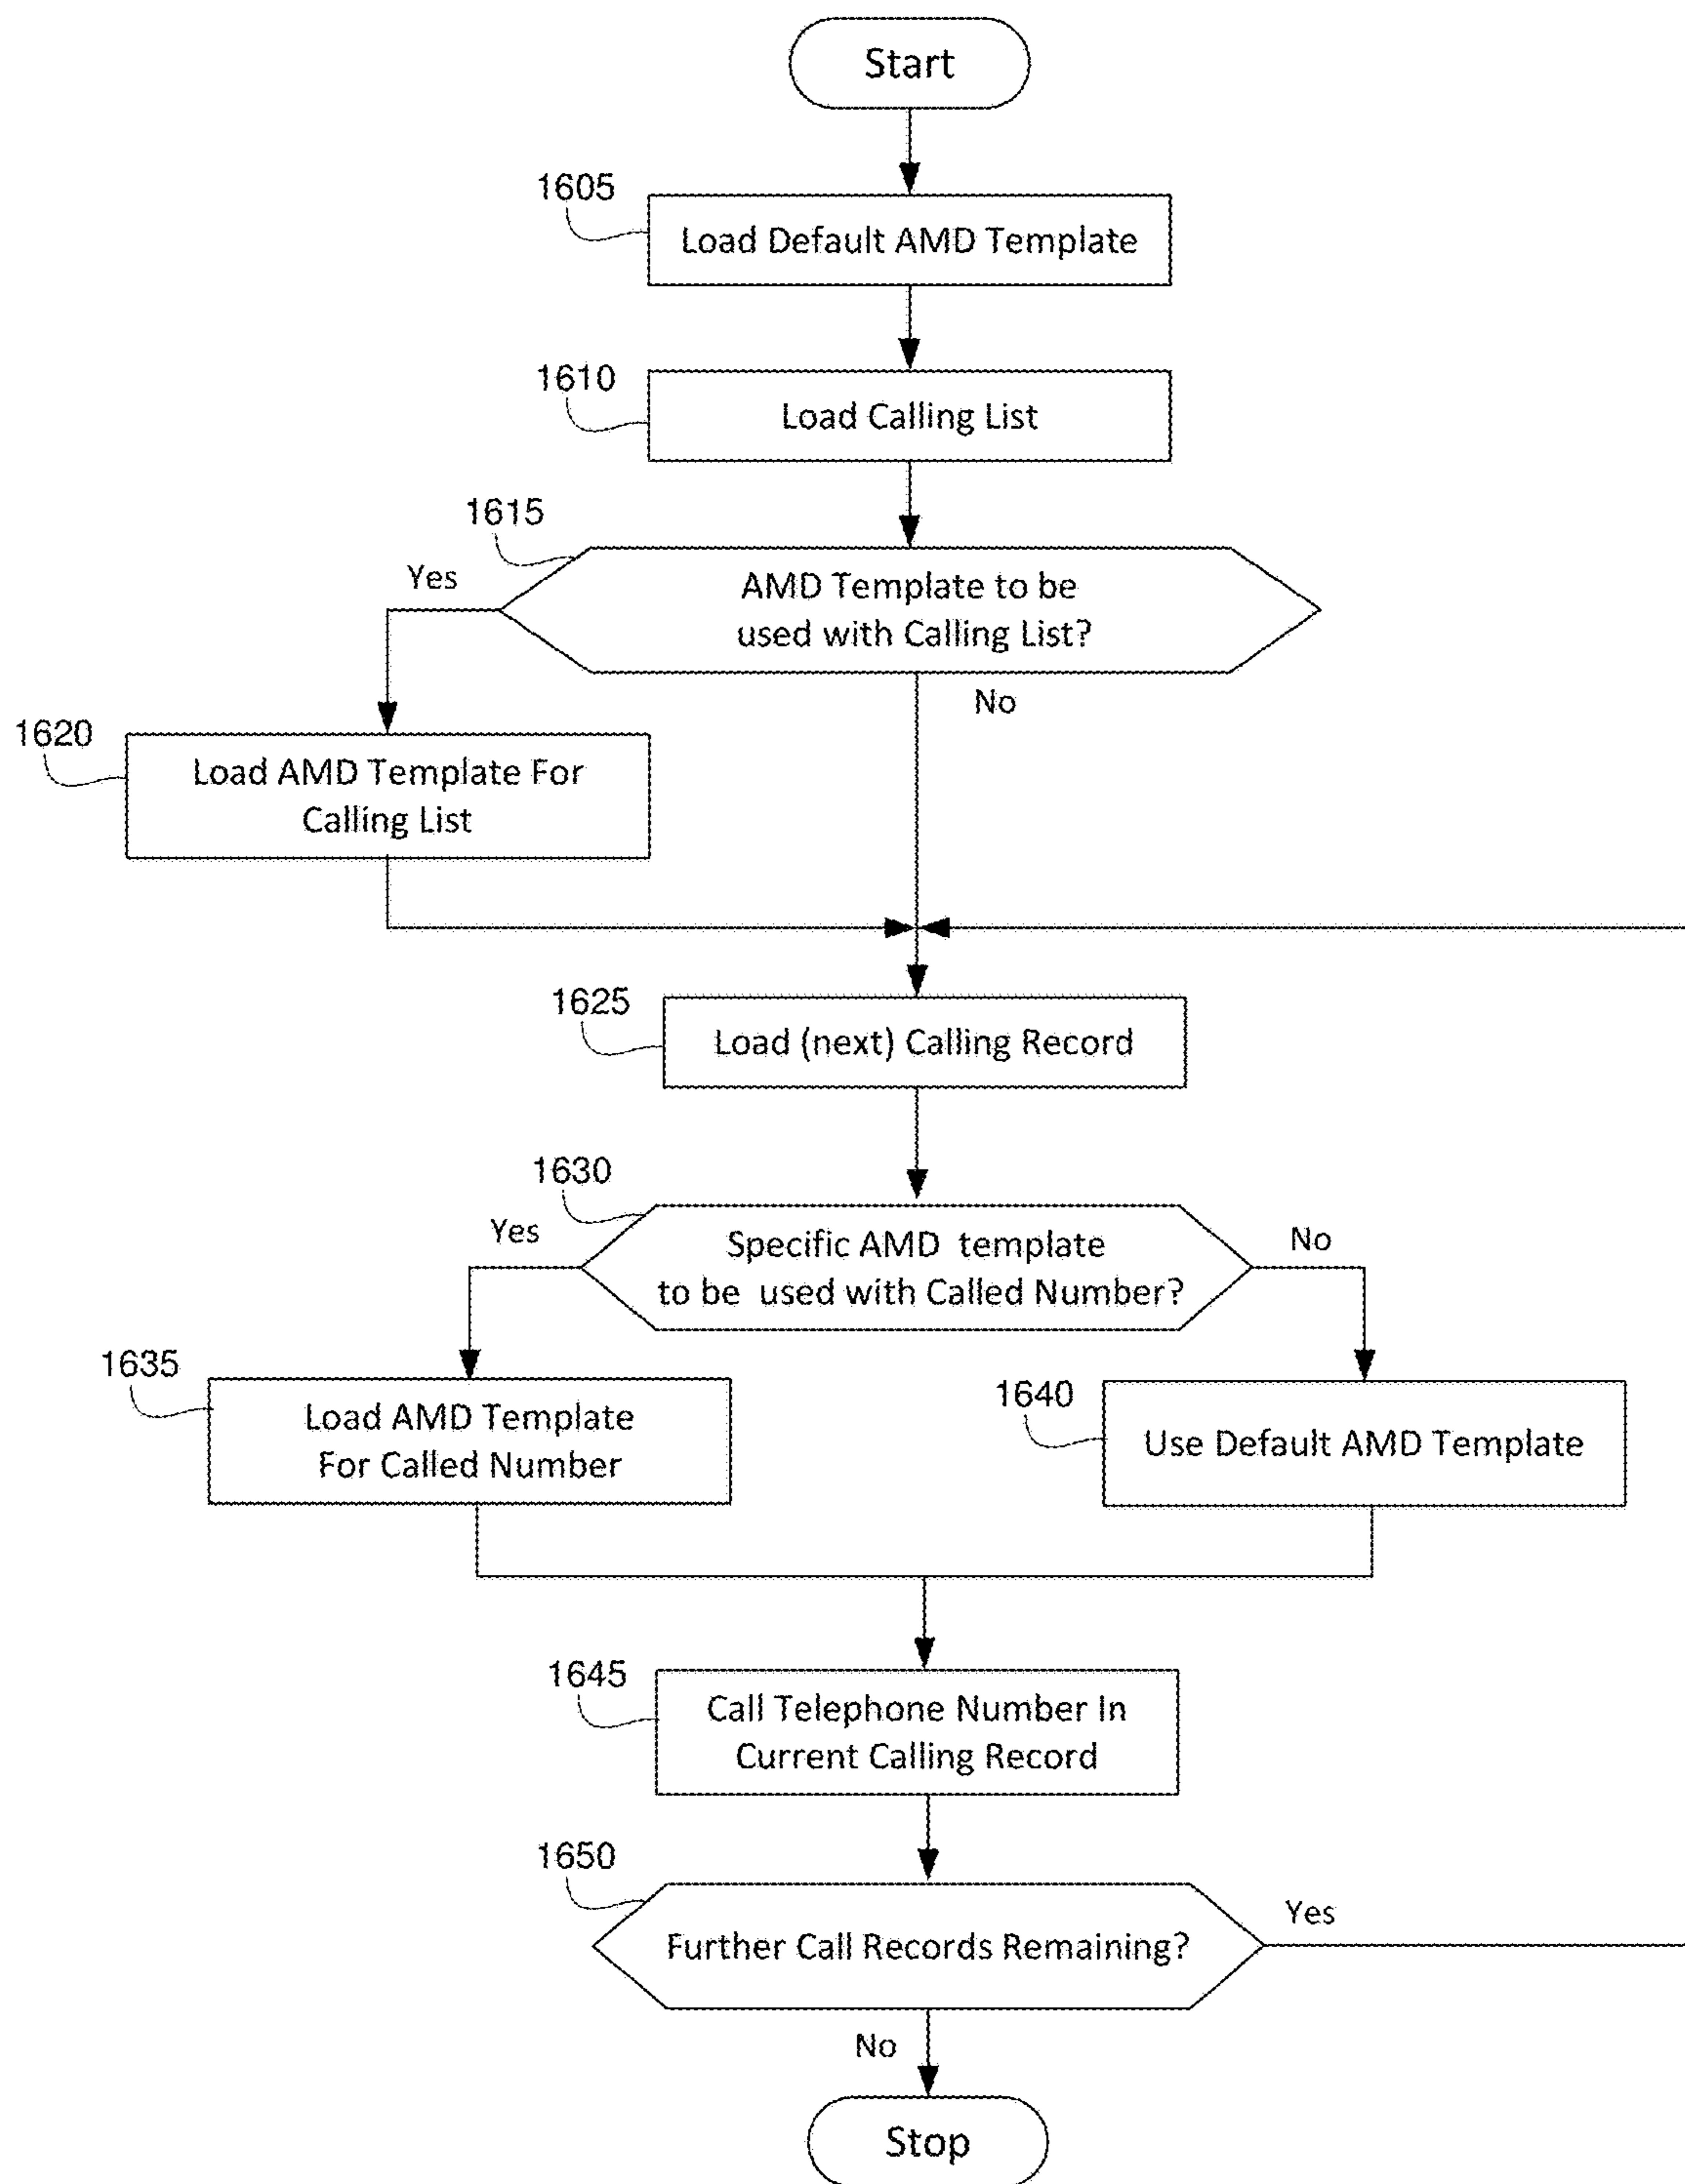 Start
1605
Load Default AMD Template
1610
Load Calling List
1615
Yes
AMD Template to be
used with Calling List?
No
1620
Load AMD Template For
Calling List
1625
Load (next) Calling Record
1630
Yes
Specific AMD template
to be used with Called Number?
No
1635
Load AMD Template
For Called Number
1640
Use Default AMD Template
1645
Call Telephone Number In
Current Calling Record
1650
Further Call Records Remaining?
Yes
No
Stop